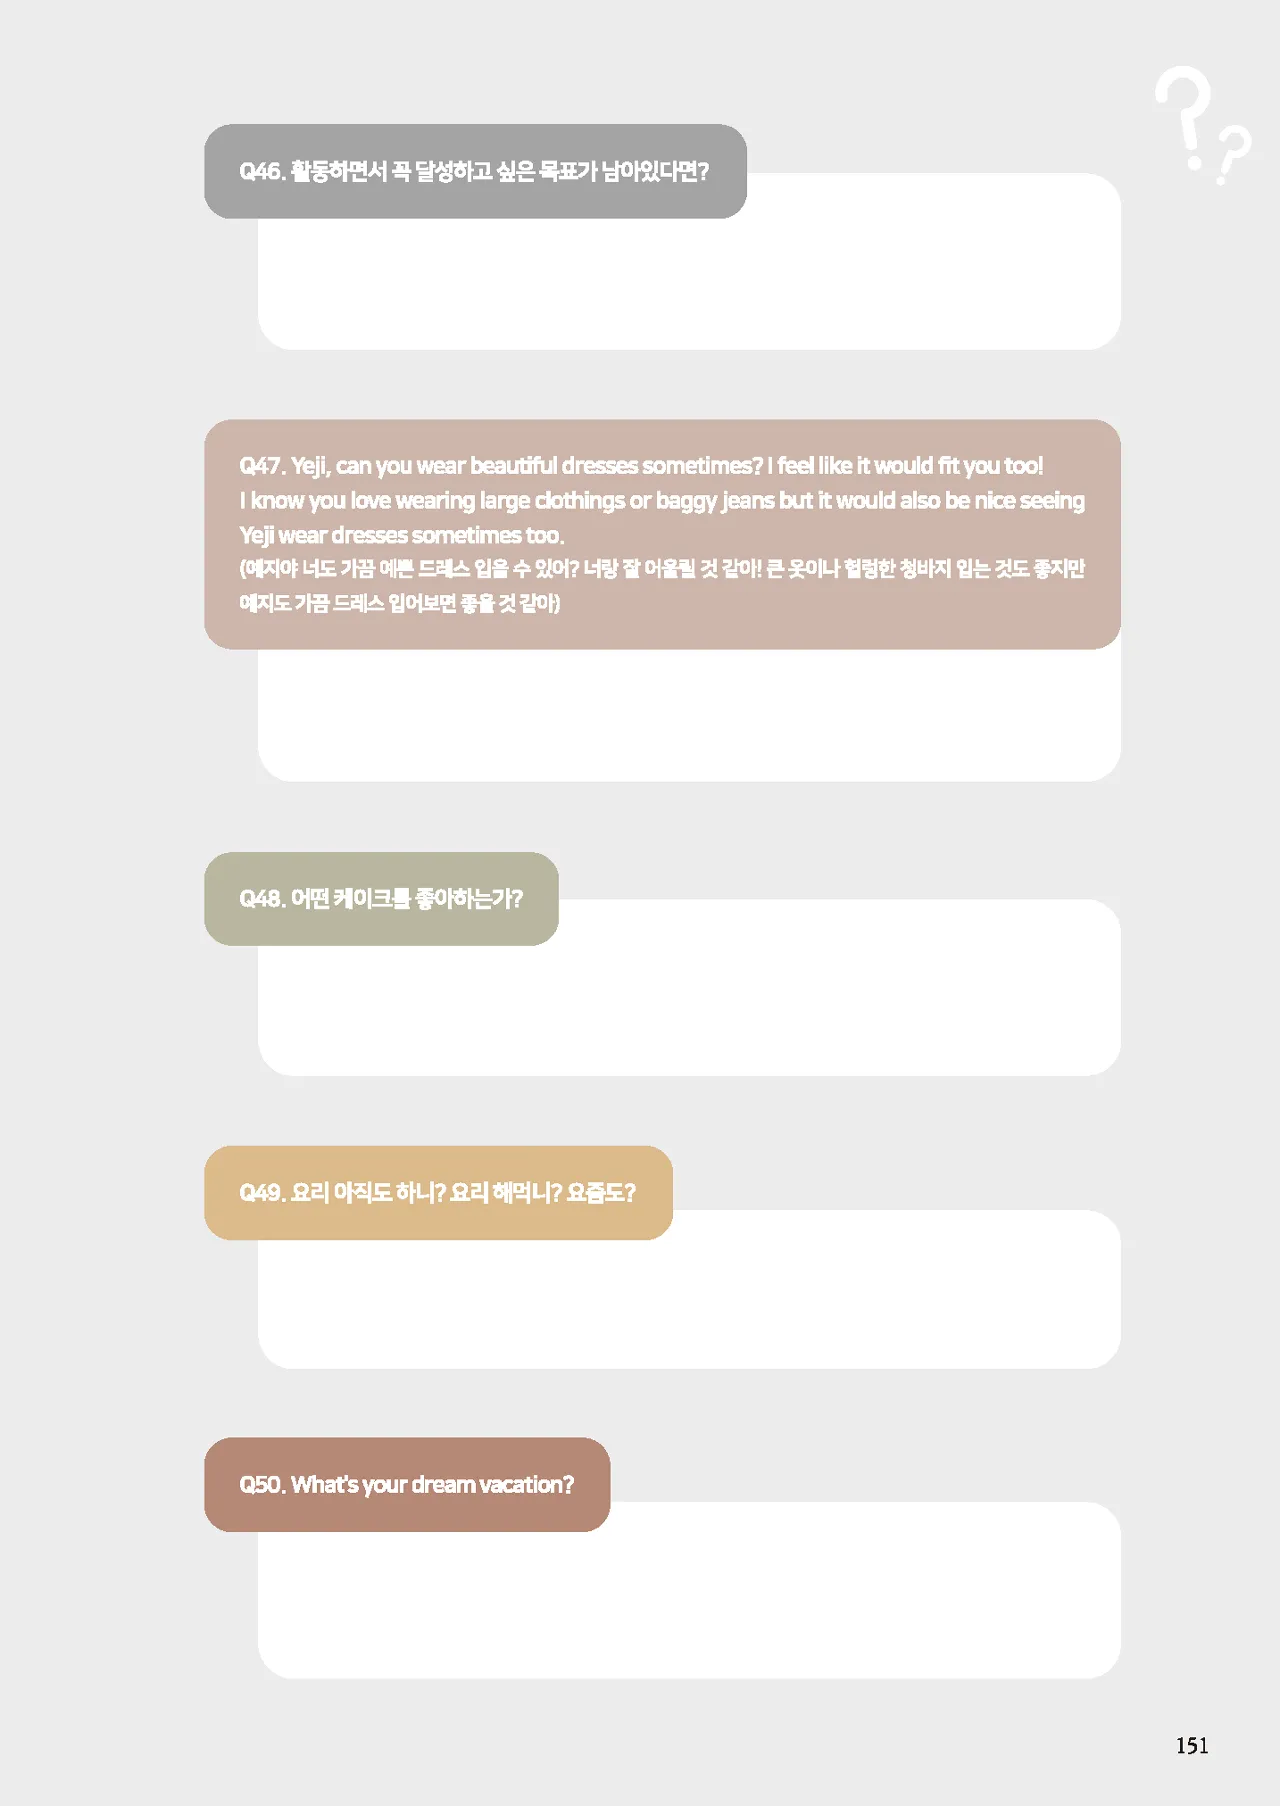 Q46. 활동하면서 꼭 달성하고 싶은 목표가 남아있다면?
Q47. Yeji, can you wear beautiful dresses sometimes? I feel like it would fit you too!
I know you love wearing large clothings or baggy jeans but it would also be nice seeing
Yeji wear dresses sometimes too.
(예지야 너도 가끔 예쁜 드레스 입을 수 있어? 너랑 잘 어울릴 것 같아! 큰 옷이나 헐렁한 청바지 입는 것도 좋지만
예지도 가끔 드레스 입어보면 좋을 것 같아)
Q48. 어떤 케이크를 좋아하는가?
Q49. 요리 아직도 하니? 요리 해먹니? 요즘도?
Q50. What's your dream vacation?
151